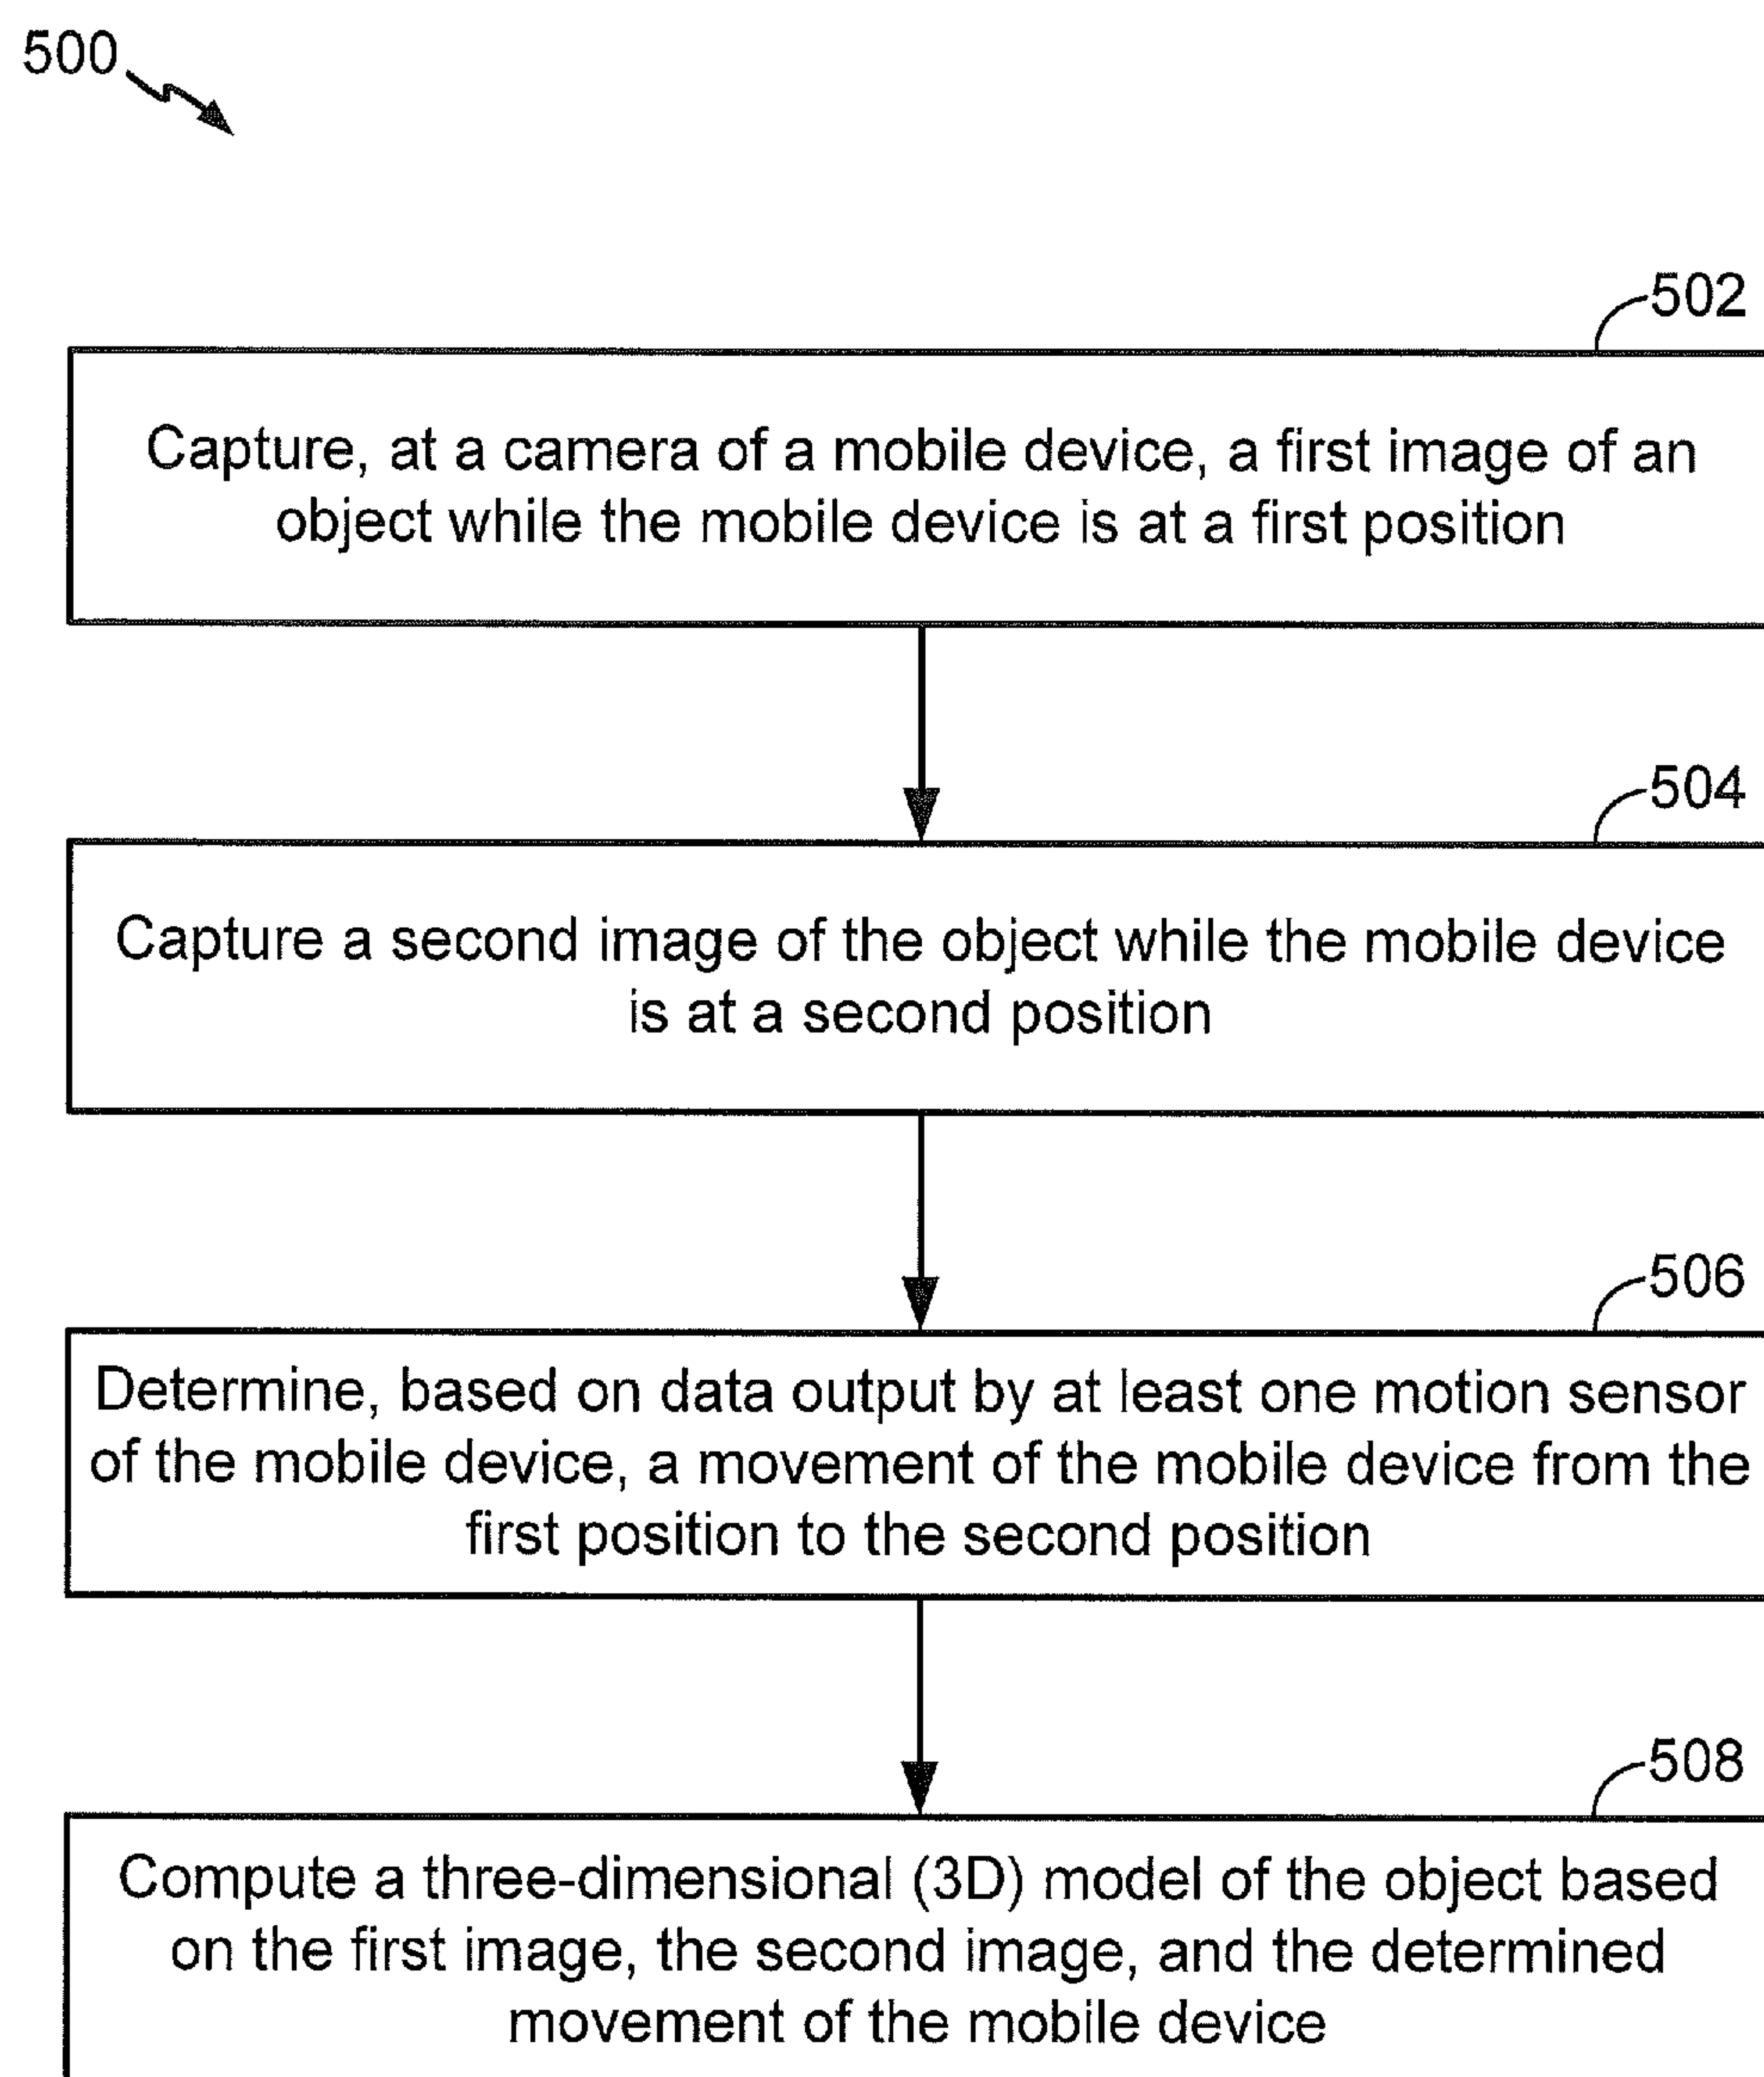 500
502
Capture, at a camera of a mobile device, a first image of an
object while the mobile device is at a first position
504
Capture a second image of the object while the mobile device
is at a second position
506
Determine, based on data output by at least one motion sensor
of the mobile device, a movement of the mobile device from the
first position to the second position
508
Compute a three-dimensional (3D) model of the object based
on the first image, the second image, and the determined
movement of the mobile device